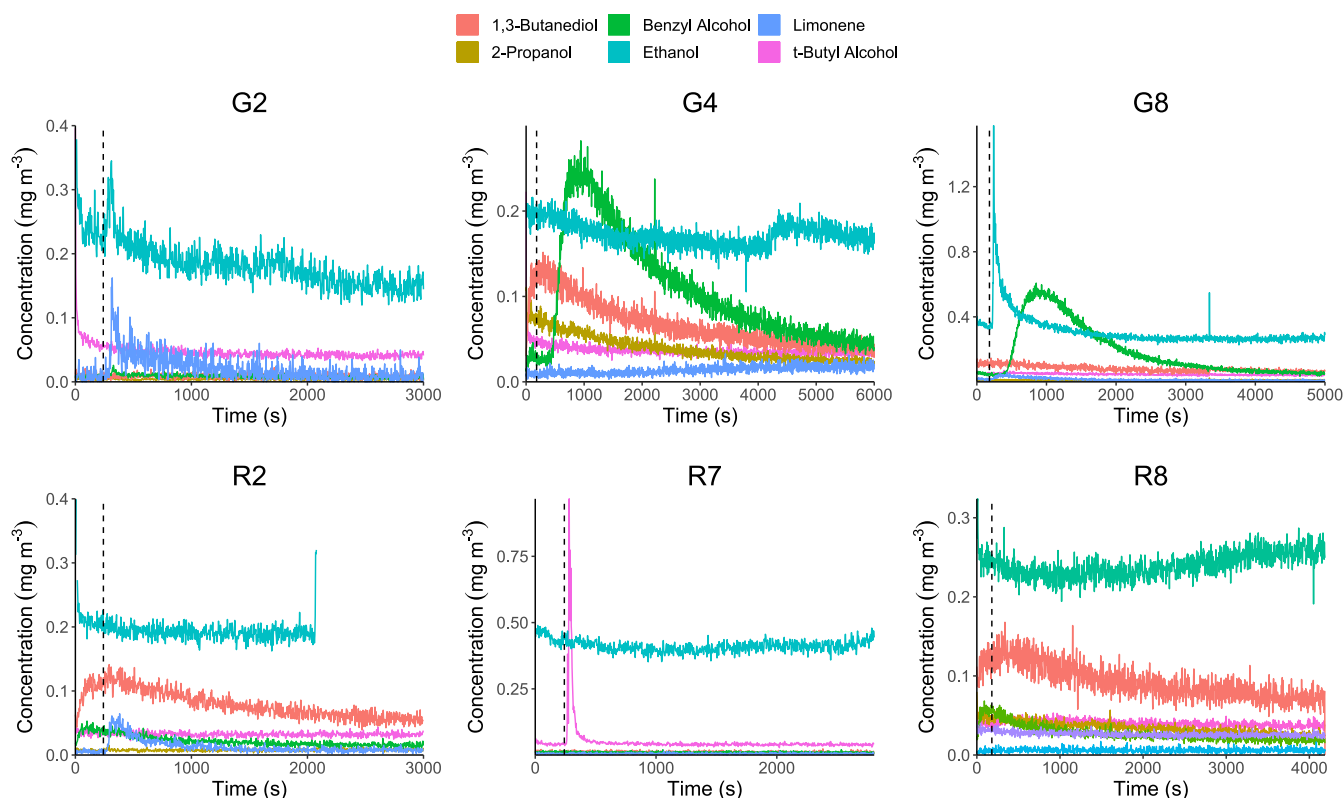 1,3-Butanediol Benzyl Alcohol Limonene
2-Propanol Ethanol t-Butyl Alcohol
G2 G4 G8
Concentration (mg m⁻³)
0.4
0.3
0.2
0.1
0.0
0 1000 2000 3000
Time (s)
Concentration (mg m⁻³)
0.2
0.1
0.0
0 1000 2000 3000 4000 5000 6000
Time (s)
Concentration (mg m⁻³)
1.2
0.8
0.4
0 1000 2000 3000 4000 5000
Time (s)
R2 R7 R8
Concentration (mg m⁻³)
0.4
0.3
0.2
0.1
0.0
0 1000 2000 3000
Time (s)
Concentration (mg m⁻³)
0.75
0.50
0.25
0 1000 2000
Time (s)
Concentration (mg m⁻³)
0.3
0.2
0.1
0.0
0 1000 2000 3000 4000
Time (s)